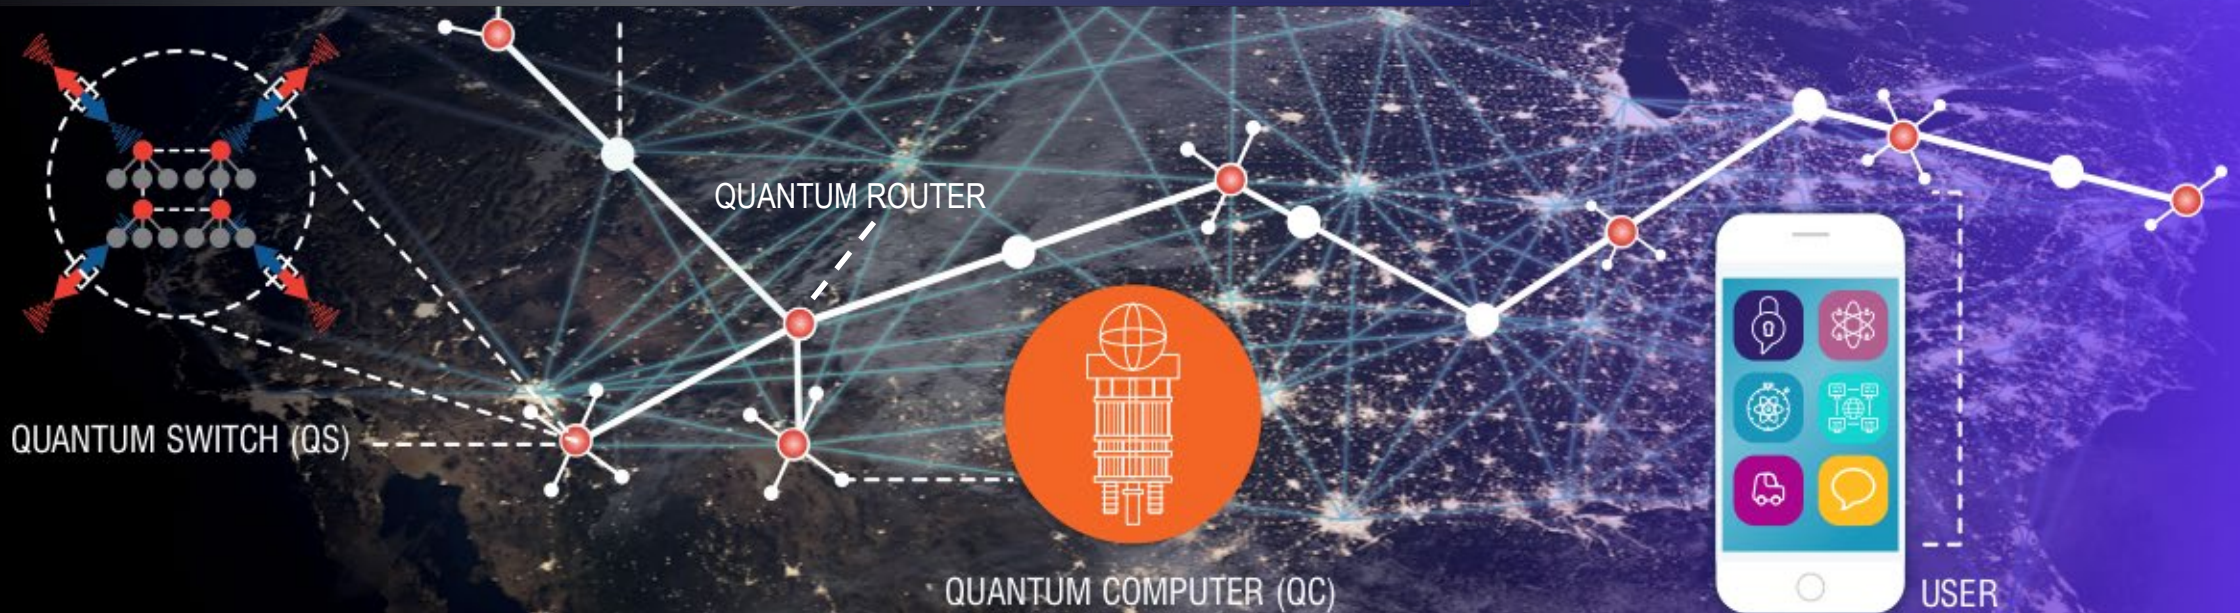 QUANTUM ROUTER
QUANTUM SWITCH (QS)
QUANTUM COMPUTER (QC)
USER